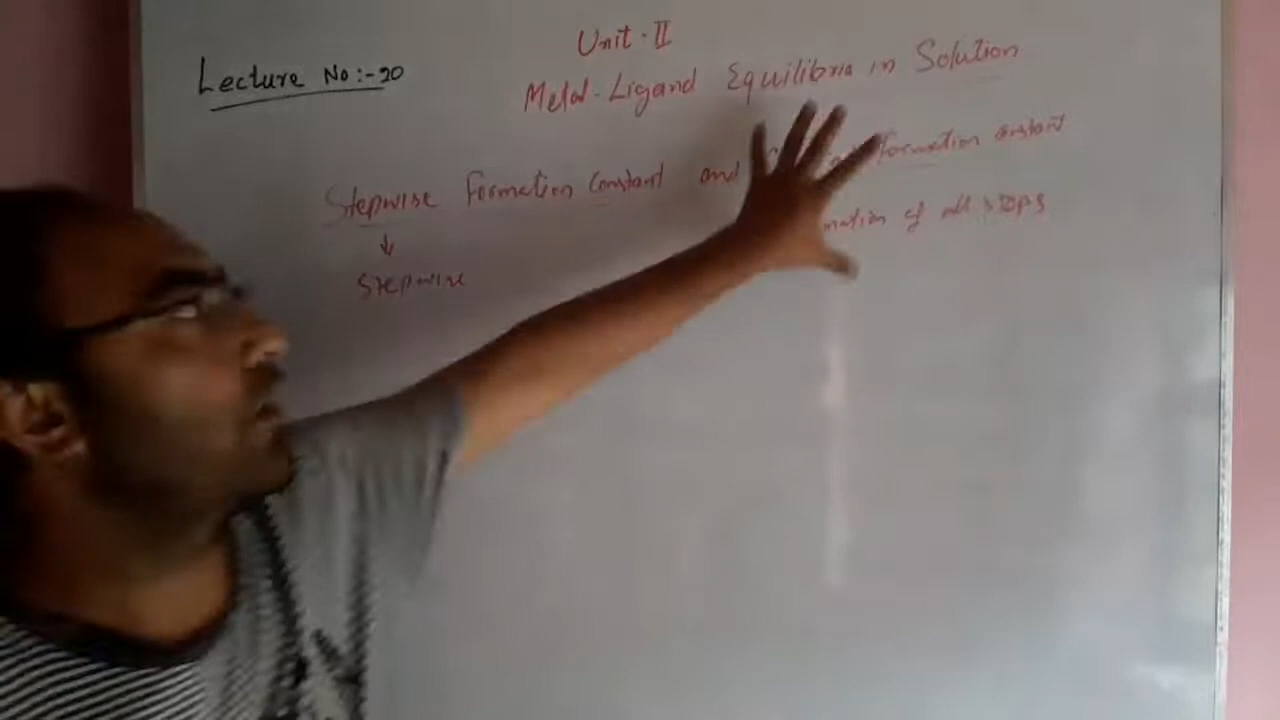 Unit-II
Lecture No:-20
Metal-Ligand Equilibria in Solution
Stepwise formation Constant and formation constant
↓
Stepwise
of all steps